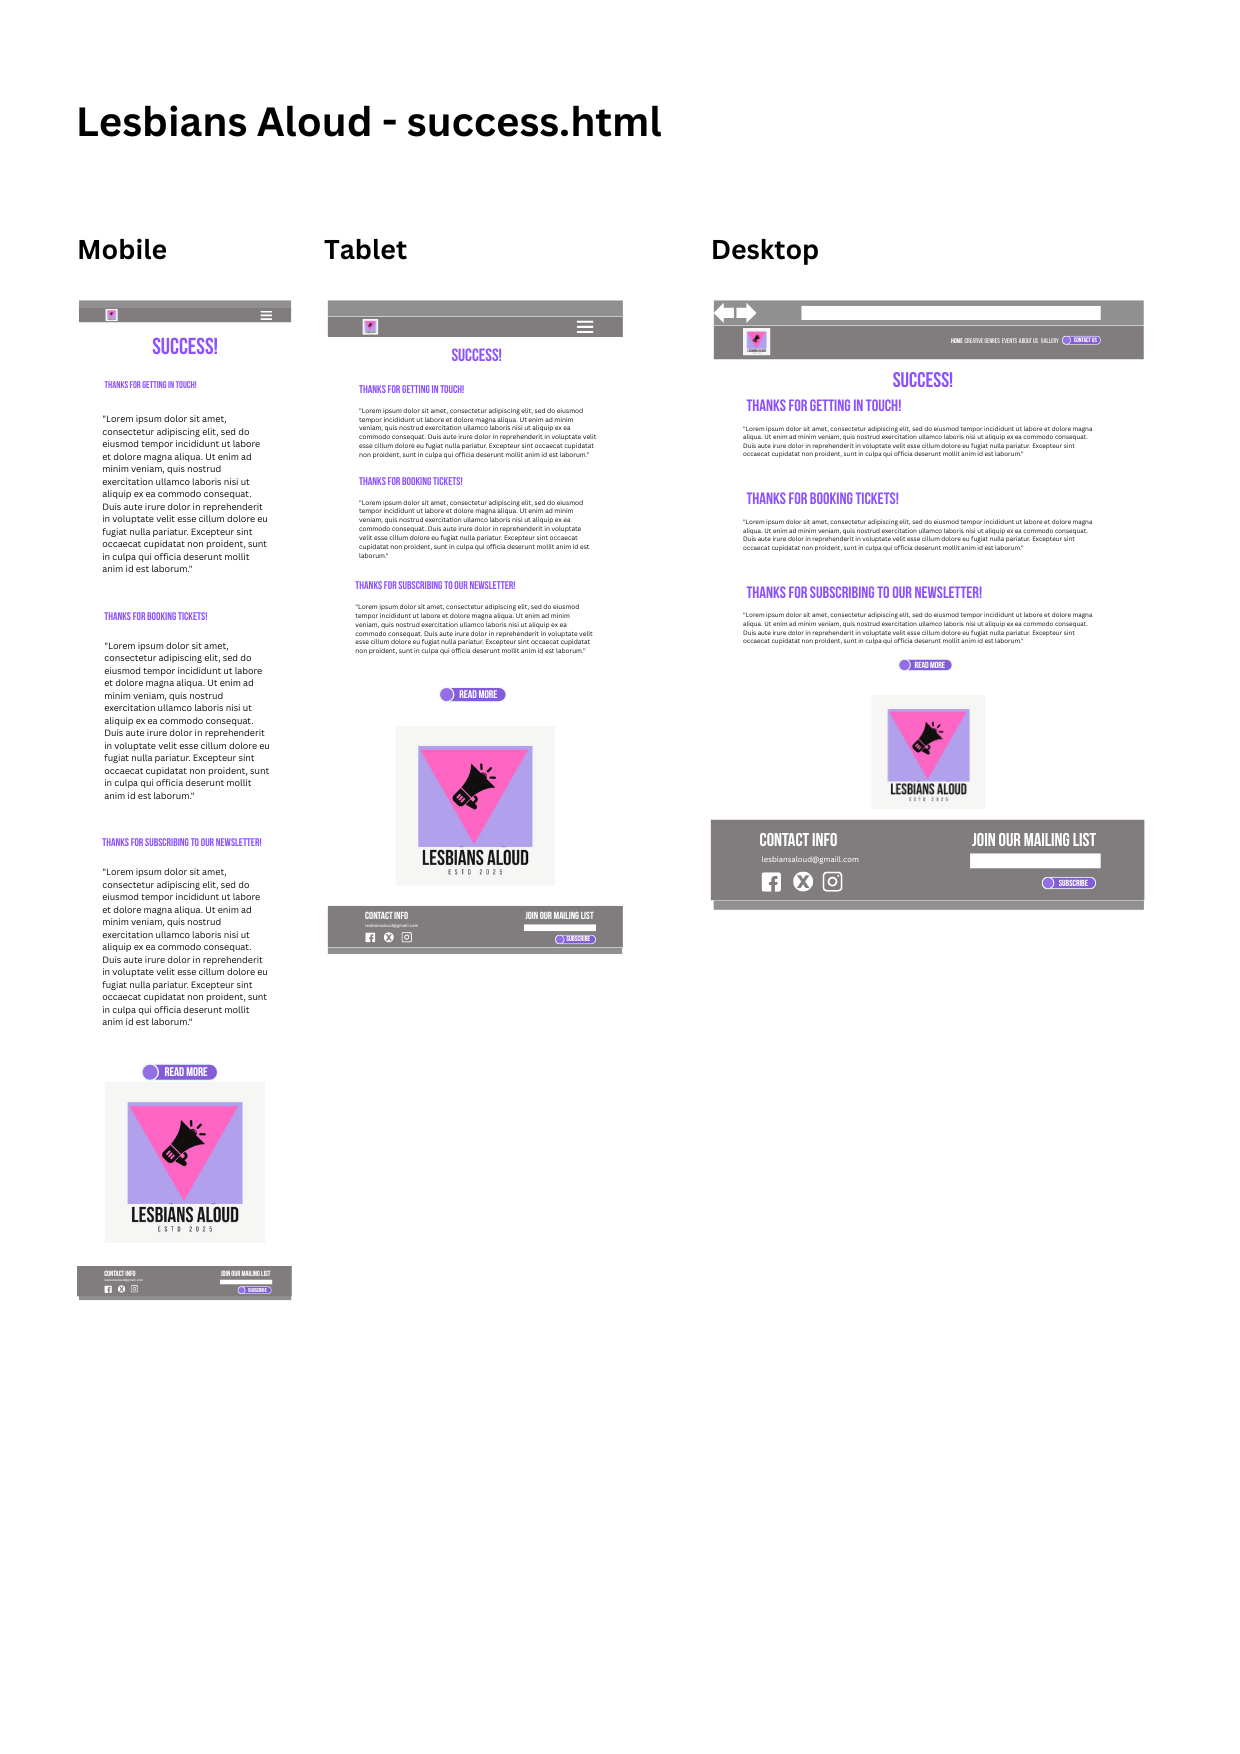 Lesbians Aloud - success.html
Mobile
Tablet
Desktop
SUCCESS!
THANKS FOR GETTING IN TOUCH!
"Lorem ipsum dolor sit amet,
consectetur adipiscing elit, sed do
eiusmod tempor incididunt ut labore
et dolore magna aliqua. Ut enim ad
minim veniam, quis nostrud
exercitation ullamco laboris nisi ut
aliquip ex ea commodo consequat.
Duis aute irure dolor in reprehenderit
in voluptate velit esse cillum dolore eu
fugiat nulla pariatur. Excepteur sint
occaecat cupidatat non proident, sunt
in culpa qui officia deserunt mollit
anim id est laborum."
THANKS FOR BOOKING TICKETS!
"Lorem ipsum dolor sit amet,
consectetur adipiscing elit, sed do
eiusmod tempor incididunt ut labore
et dolore magna aliqua. Ut enim ad
minim veniam, quis nostrud
exercitation ullamco laboris nisi ut
aliquip ex ea commodo consequat.
Duis aute irure dolor in reprehenderit
in voluptate velit esse cillum dolore eu
fugiat nulla pariatur. Excepteur sint
occaecat cupidatat non proident, sunt
in culpa qui officia deserunt mollit
anim id est laborum."
THANKS FOR SUBSCRIBING TO OUR NEWSLETTER!
"Lorem ipsum dolor sit amet,
consectetur adipiscing elit, sed do
eiusmod tempor incididunt ut labore
et dolore magna aliqua. Ut enim ad
minim veniam, quis nostrud
exercitation ullamco laboris nisi ut
aliquip ex ea commodo consequat.
Duis aute irure dolor in reprehenderit
in voluptate velit esse cillum dolore eu
fugiat nulla pariatur. Excepteur sint
occaecat cupidatat non proident, sunt
in culpa qui officia deserunt mollit
anim id est laborum."
READ MORE
LESBIANS ALOUD
ESTD 2025
CONTACT INFO
JOIN OUR MAILING LIST
SUBSCRIBE
SUCCESS!
THANKS FOR GETTING IN TOUCH!
"Lorem ipsum dolor sit amet, consectetur adipiscing elit, sed do eiusmod
tempor incididunt ut labore et dolore magna aliqua. Ut enim ad minim
veniam, quis nostrud exercitation ullamco laboris nisi ut aliquip ex ea
commodo consequat. Duis aute irure dolor in reprehenderit in voluptate velit
esse cillum dolore eu fugiat nulla pariatur. Excepteur sint occaecat cupidatat
non proident, sunt in culpa qui officia deserunt mollit anim id est laborum."
THANKS FOR BOOKING TICKETS!
"Lorem ipsum dolor sit amet, consectetur adipiscing elit, sed do eiusmod
tempor incididunt ut labore et dolore magna aliqua. Ut enim ad minim
veniam, quis nostrud exercitation ullamco laboris nisi ut aliquip ex ea
commodo consequat. Duis aute irure dolor in reprehenderit in voluptate
velit esse cillum dolore eu fugiat nulla pariatur. Excepteur sint occaecat
cupidatat non proident, sunt in culpa qui officia deserunt mollit anim id est
laborum."
THANKS FOR SUBSCRIBING TO OUR NEWSLETTER!
"Lorem ipsum dolor sit amet, consectetur adipiscing elit, sed do eiusmod
tempor incididunt ut labore et dolore magna aliqua. Ut enim ad minim
veniam, quis nostrud exercitation ullamco laboris nisi ut aliquip ex ea
commodo consequat. Duis aute irure dolor in reprehenderit in voluptate velit
esse cillum dolore eu fugiat nulla pariatur. Excepteur sint occaecat cupidatat
non proident, sunt in culpa qui officia deserunt mollit anim id est laborum."
READ MORE
LESBIANS ALOUD
ESTD 2025
CONTACT INFO
lesbiansaloud@gmail.com
JOIN OUR MAILING LIST
SUBSCRIBE
HOME CREATIVE GENRES EVENTS ABOUT US GALLERY CONTACT US
SUCCESS!
THANKS FOR GETTING IN TOUCH!
"Lorem ipsum dolor sit amet, consectetur adipiscing elit, sed do eiusmod tempor incididunt ut labore et dolore magna
aliqua. Ut enim ad minim veniam, quis nostrud exercitation ullamco laboris nisi ut aliquip ex ea commodo consequat.
Duis aute irure dolor in reprehenderit in voluptate velit esse cillum dolore eu fugiat nulla pariatur. Excepteur sint
occaecat cupidatat non proident, sunt in culpa qui officia deserunt mollit anim id est laborum."
THANKS FOR BOOKING TICKETS!
"Lorem ipsum dolor sit amet, consectetur adipiscing elit, sed do eiusmod tempor incididunt ut labore et dolore magna
aliqua. Ut enim ad minim veniam, quis nostrud exercitation ullamco laboris nisi ut aliquip ex ea commodo consequat.
Duis aute irure dolor in reprehenderit in voluptate velit esse cillum dolore eu fugiat nulla pariatur. Excepteur sint
occaecat cupidatat non proident, sunt in culpa qui officia deserunt mollit anim id est laborum."
THANKS FOR SUBSCRIBING TO OUR NEWSLETTER!
"Lorem ipsum dolor sit amet, consectetur adipiscing elit, sed do eiusmod tempor incididunt ut labore et dolore magna
aliqua. Ut enim ad minim veniam, quis nostrud exercitation ullamco laboris nisi ut aliquip ex ea commodo consequat.
Duis aute irure dolor in reprehenderit in voluptate velit esse cillum dolore eu fugiat nulla pariatur. Excepteur sint
occaecat cupidatat non proident, sunt in culpa qui officia deserunt mollit anim id est laborum."
READ MORE
LESBIANS ALOUD
ESTD 2025
CONTACT INFO
lesbiansaloud@gmaill.com
JOIN OUR MAILING LIST
SUBSCRIBE